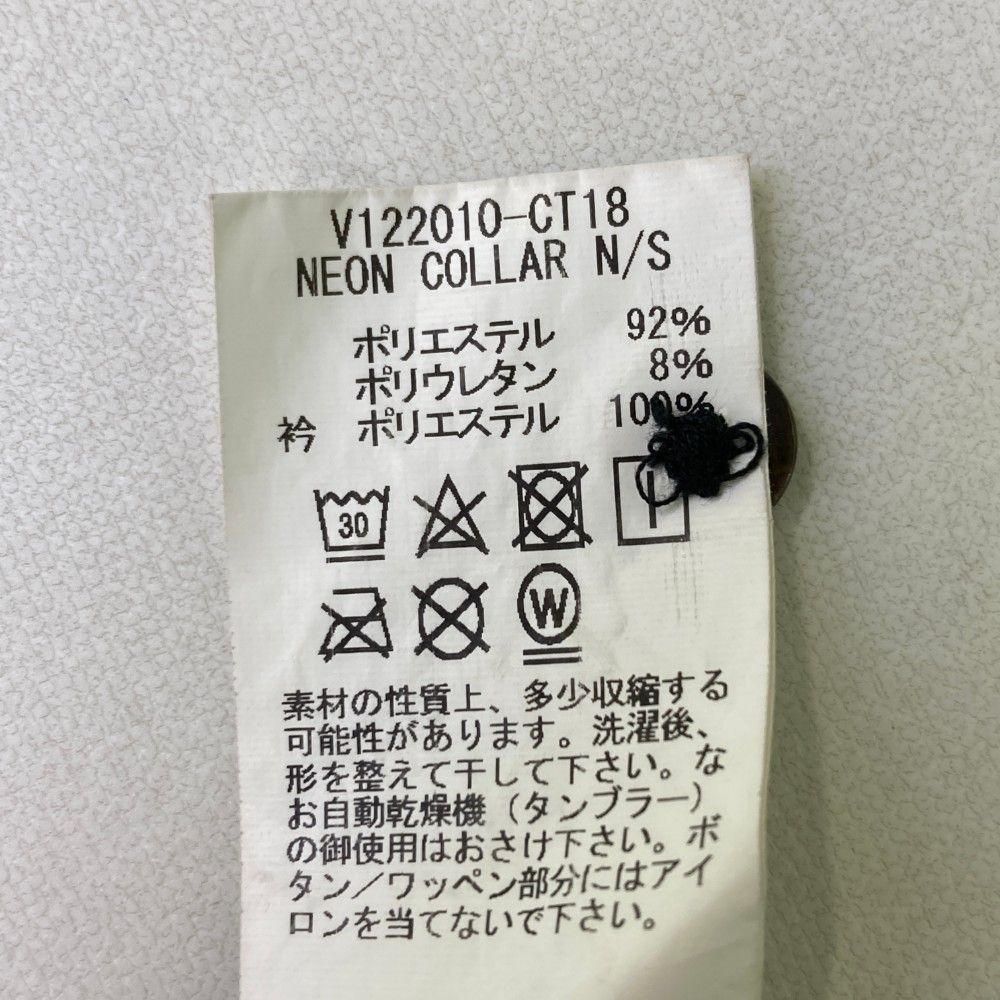 V122010-CT18
NEON COLLAR N/S
ポリエステル 92%
ポリウレタン 8%
衿 ポリエステル 100%
30
W
素材の性質上、多少収縮する
可能性があります。洗濯後、
形を整えて干して下さい。な
お自動乾燥機（タンブラー）
の御使用はおさけ下さい。ボ
タン／ワッペン部分にはアイ
ロンを当てないで下さい。